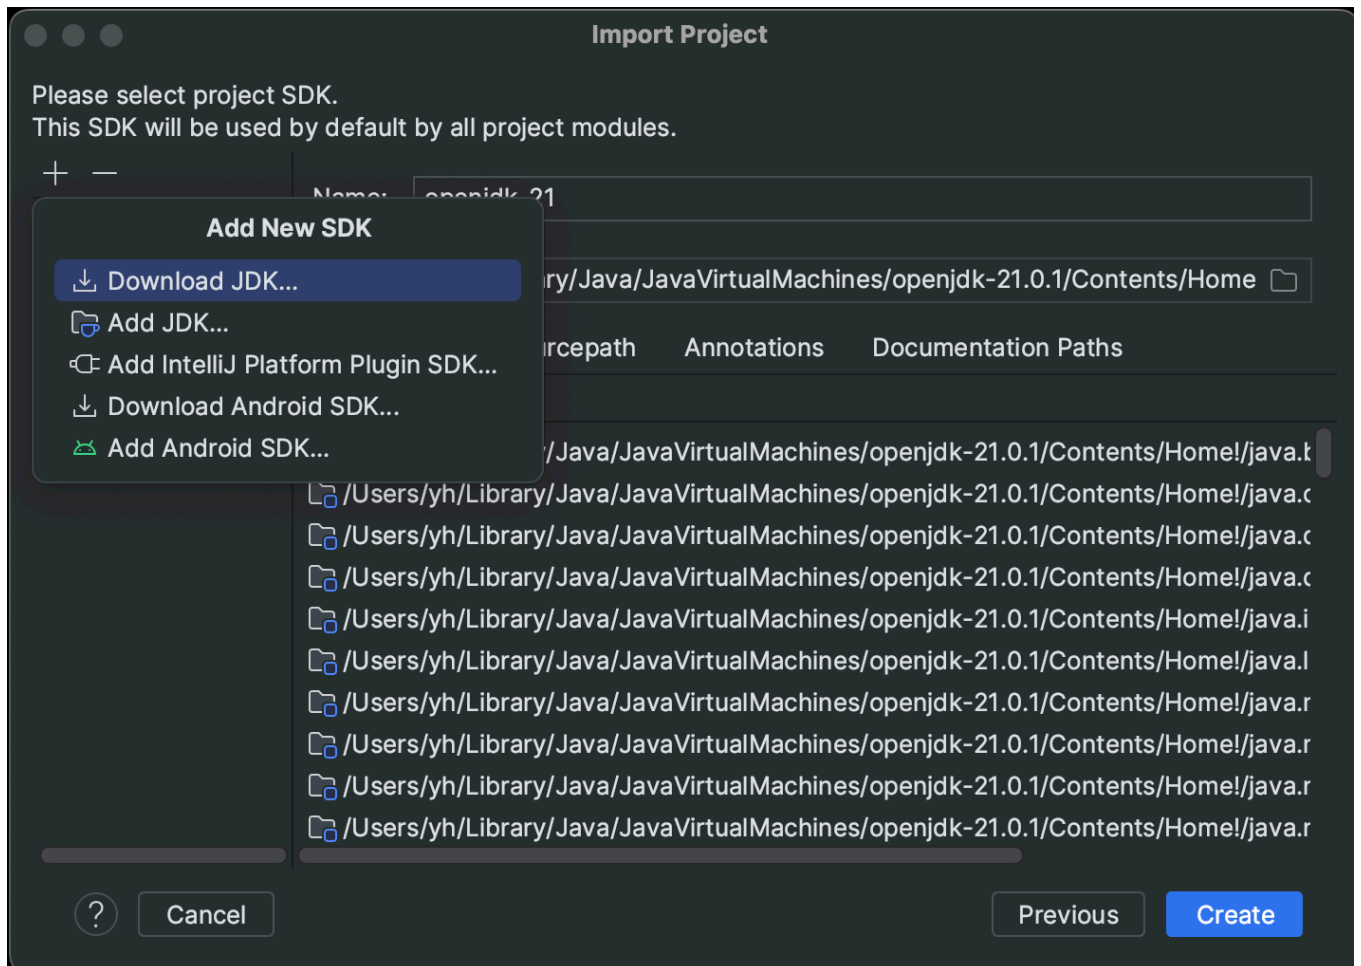 Import Project
Please select project SDK.
This SDK will be used by default by all project modules.
Name: openjdk-21
Add New SDK
Download JDK...
Add JDK...
Add IntelliJ Platform Plugin SDK...
Download Android SDK...
Add Android SDK...
ry/Java/JavaVirtualMachines/openjdk-21.0.1/Contents/Home
rcepath Annotations Documentation Paths
/Java/JavaVirtualMachines/openjdk-21.0.1/Contents/Home!/java.b
/Users/yh/Library/Java/JavaVirtualMachines/openjdk-21.0.1/Contents/Home!/java.c
/Users/yh/Library/Java/JavaVirtualMachines/openjdk-21.0.1/Contents/Home!/java.c
/Users/yh/Library/Java/JavaVirtualMachines/openjdk-21.0.1/Contents/Home!/java.c
/Users/yh/Library/Java/JavaVirtualMachines/openjdk-21.0.1/Contents/Home!/java.i
/Users/yh/Library/Java/JavaVirtualMachines/openjdk-21.0.1/Contents/Home!/java.l
/Users/yh/Library/Java/JavaVirtualMachines/openjdk-21.0.1/Contents/Home!/java.r
/Users/yh/Library/Java/JavaVirtualMachines/openjdk-21.0.1/Contents/Home!/java.r
/Users/yh/Library/Java/JavaVirtualMachines/openjdk-21.0.1/Contents/Home!/java.r
/Users/yh/Library/Java/JavaVirtualMachines/openjdk-21.0.1/Contents/Home!/java.r
? Cancel Previous Create